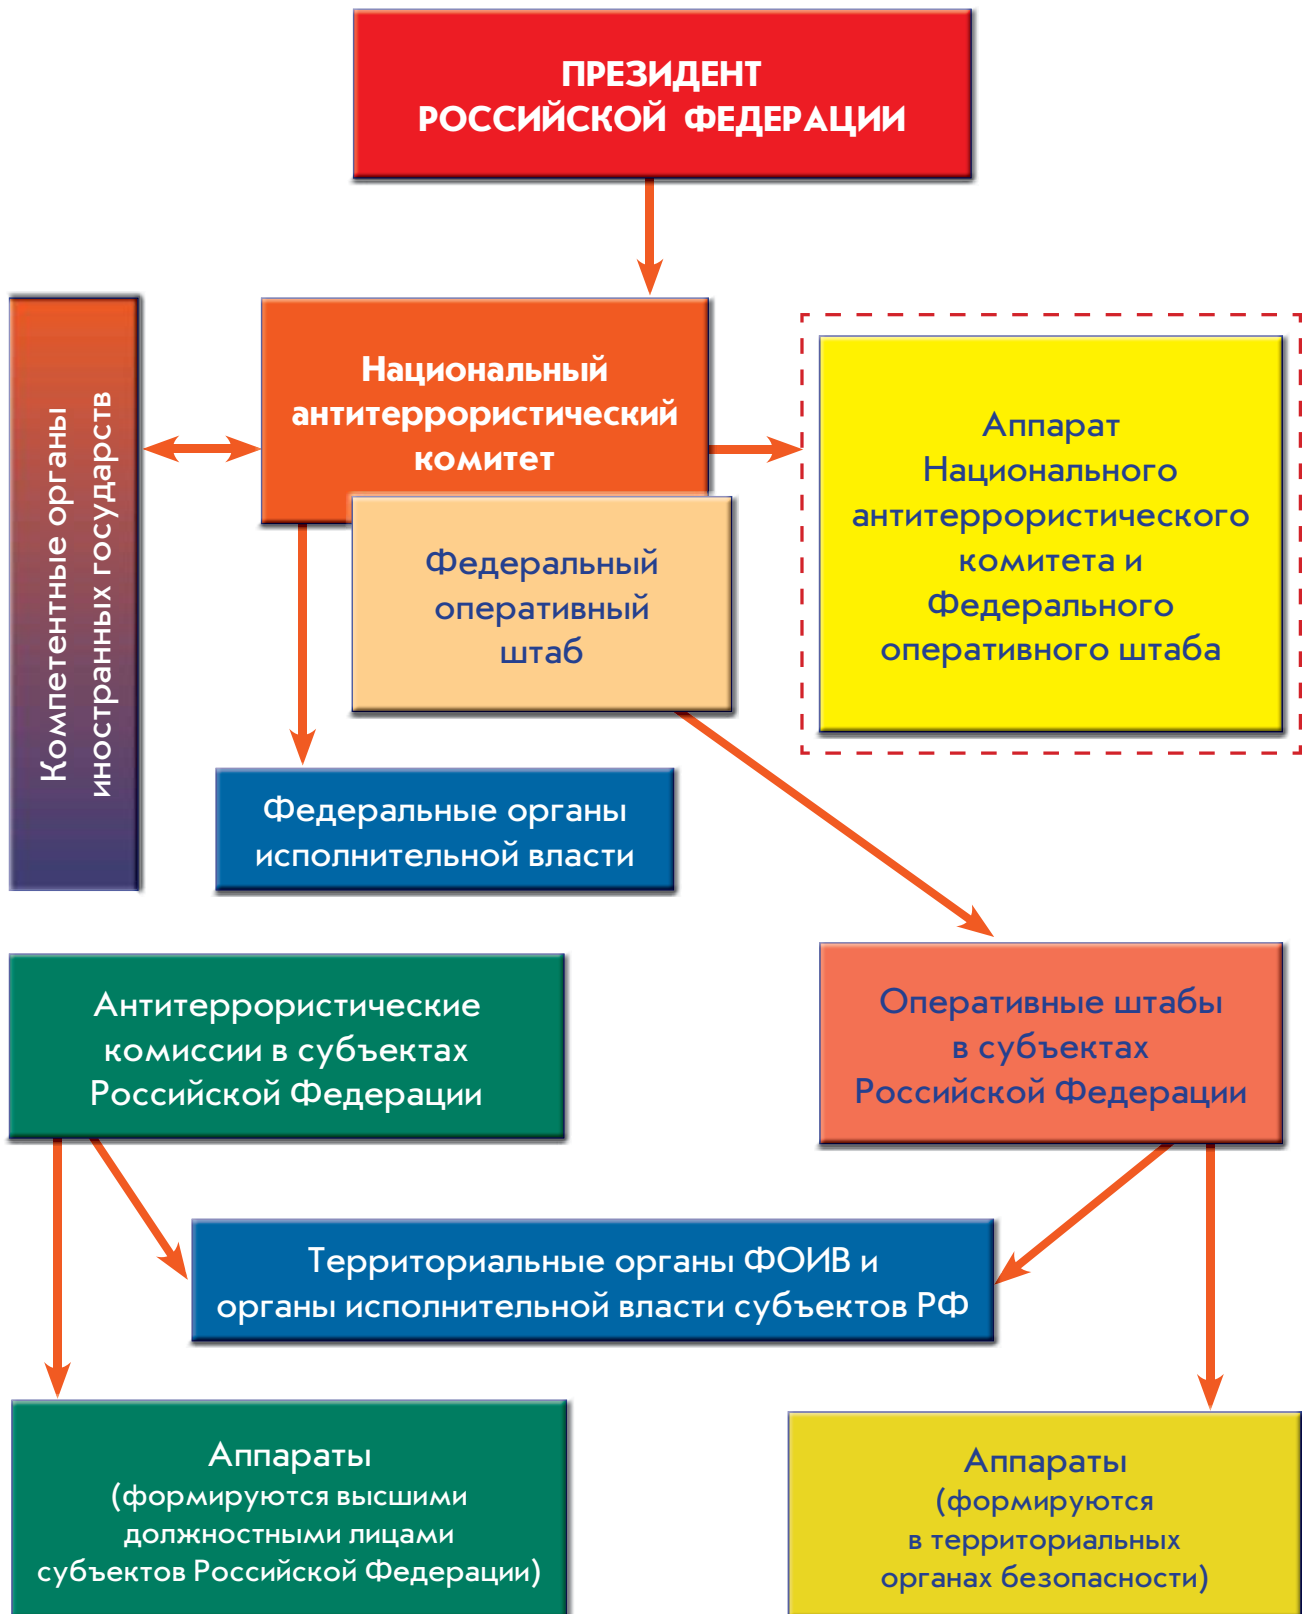 ПРЕЗИДЕНТ
РОССИЙСКОЙ ФЕДЕРАЦИИ
Компетентные органы
иностранных государств
Национальный
антитеррористический
комитет
Федеральный
оперативный
штаб
Аппарат
Национального
антитеррористического
комитета и
Федерального
оперативного штаба
Федеральные органы
исполнительной власти
Антитеррористические
комиссии в субъектах
Российской Федерации
Оперативные штабы
в субъектах
Российской Федерации
Территориальные органы ФОИВ и
органы исполнительной власти субъектов РФ
Аппараты
(формируются высшими
должностными лицами
субъектов Российской Федерации)
Аппараты
(формируются
в территориальных
органах безопасности)